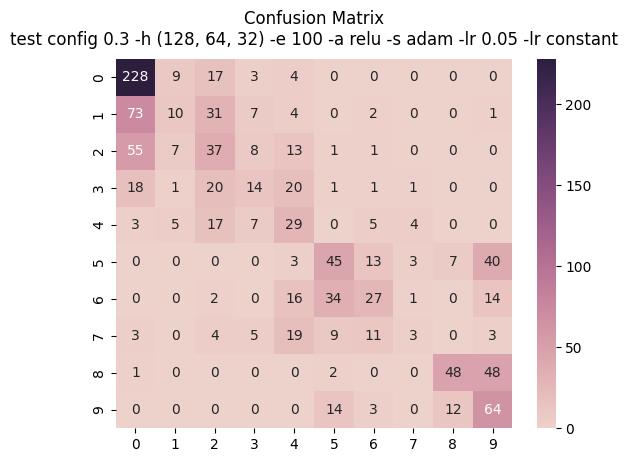 Confusion Matrix
test config 0.3 -h (128, 64, 32) -e 100 -a relu -s adam -lr 0.05 -lr constant
0 228 9 17 3 4 0 0 0 0 0
1 73 10 31 7 4 0 2 0 0 1
2 55 7 37 8 13 1 1 0 0 0
3 18 1 20 14 20 1 1 1 0 0
4 3 5 17 7 29 0 5 4 0 0
5 0 0 0 0 3 45 13 3 7 40
6 0 0 2 0 16 34 27 1 0 14
7 3 0 4 5 19 9 11 3 0 3
8 1 0 0 0 0 2 0 0 48 48
9 0 0 0 0 0 14 3 0 12 64
0 1 2 3 4 5 6 7 8 9
200
150
100
50
0